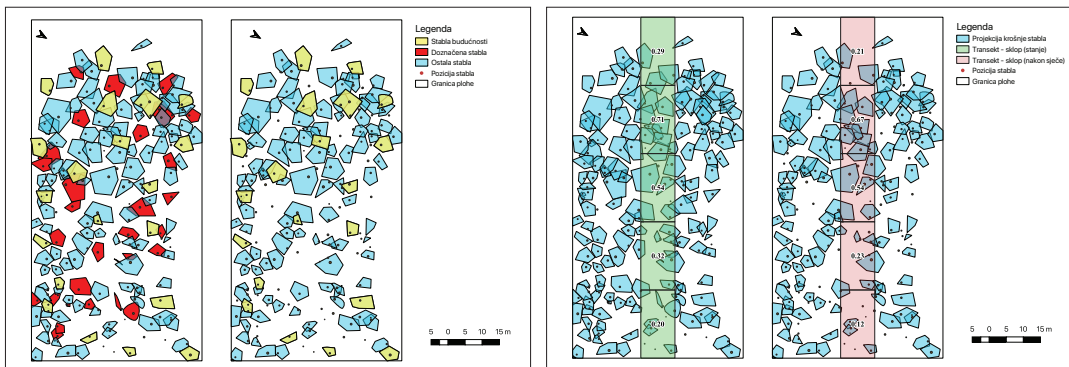 Legenda
Stabla budućnosti
Doznačena stabla
Ostala stabla
Pozicija stabla
Granica plohe
5 0 5 10 15 m
0.29
0.71
0.54
0.32
0.20
0.21
0.67
0.54
0.23
0.12
Legenda
Projekcija krošnje stabla
Transekt - sklop (stanje)
Transekt - sklop (nakon sječe)
Pozicija stabla
Granica plohe
5 0 5 10 15 m